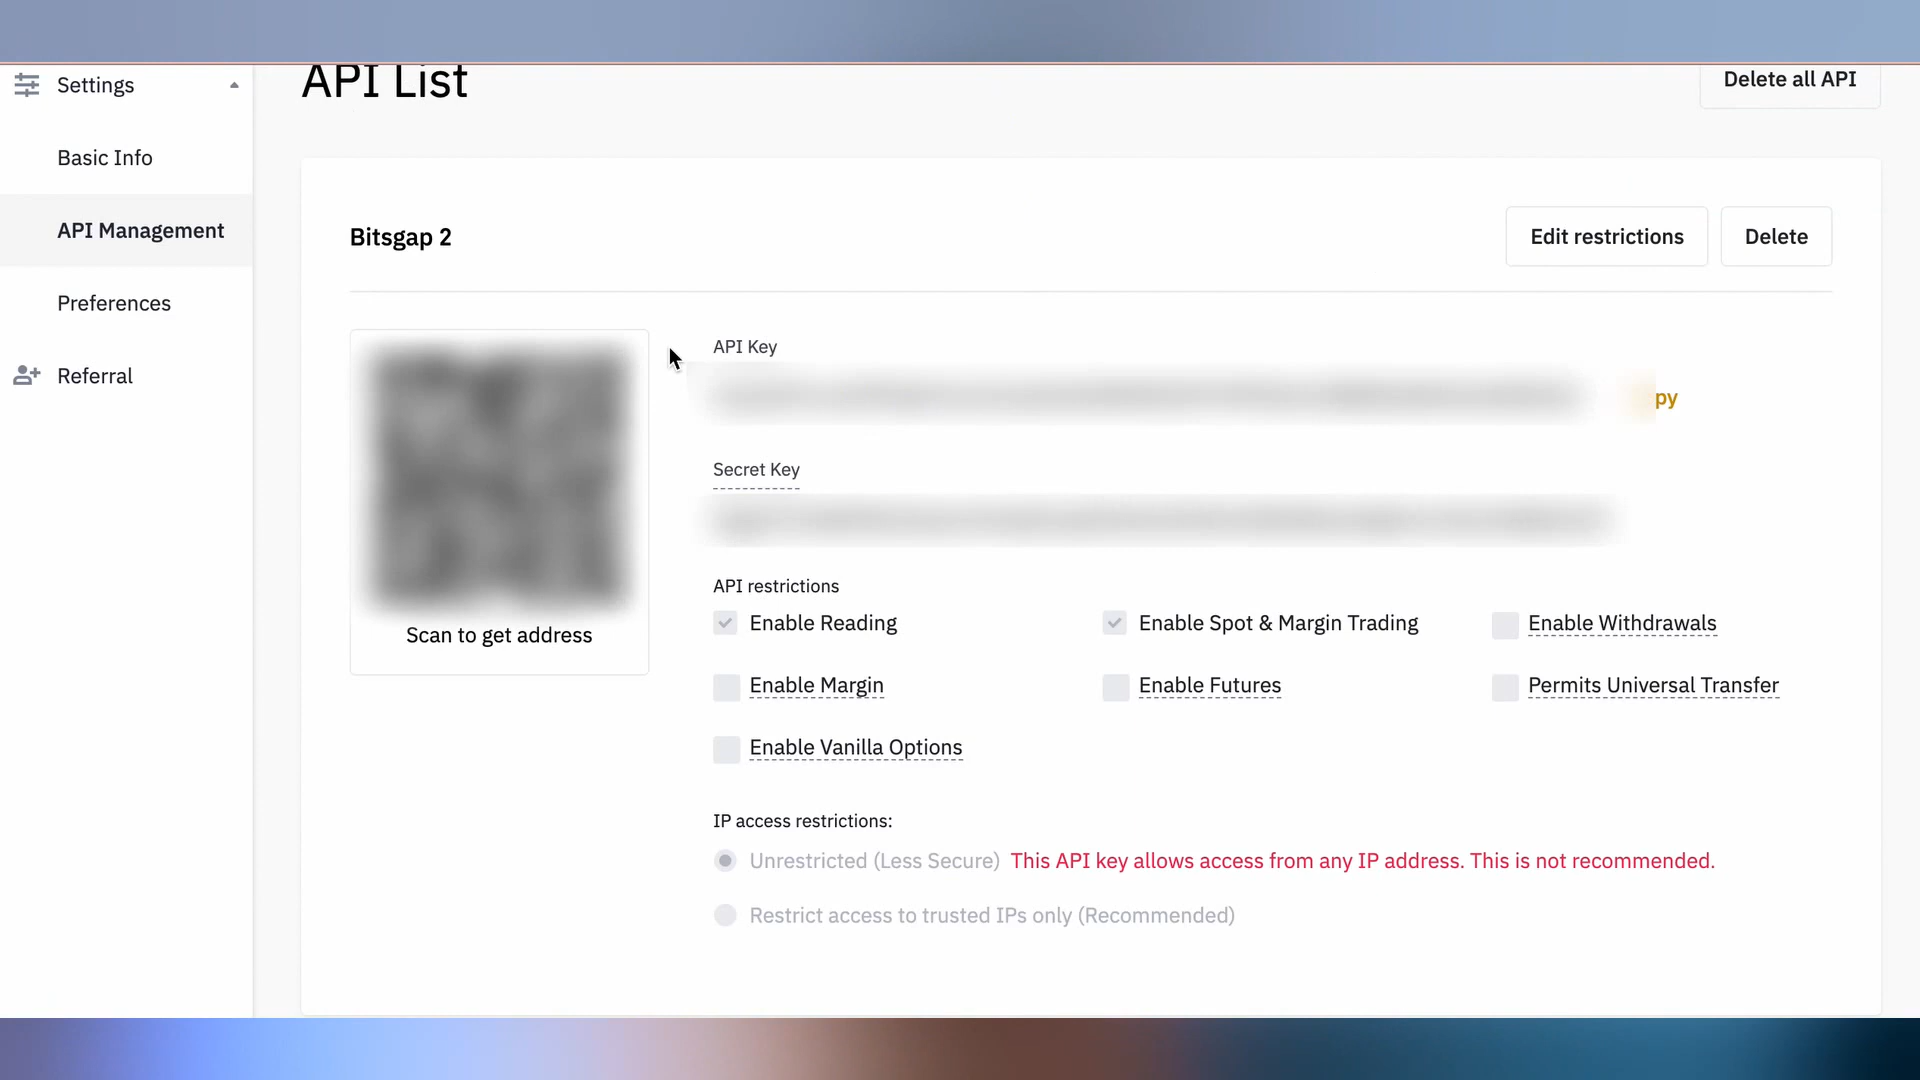 Settings
API List
Delete all API
Basic Info
API Management
Bitsgap 2
Edit restrictions
Delete
Preferences
Referral
Scan to get address
API Key
py
Secret Key
API restrictions
Enable Reading
Enable Spot & Margin Trading
Enable Withdrawals
Enable Margin
Enable Futures
Permits Universal Transfer
Enable Vanilla Options
IP access restrictions:
Unrestricted (Less Secure) This API key allows access from any IP address. This is not recommended.
Restrict access to trusted IPs only (Recommended)